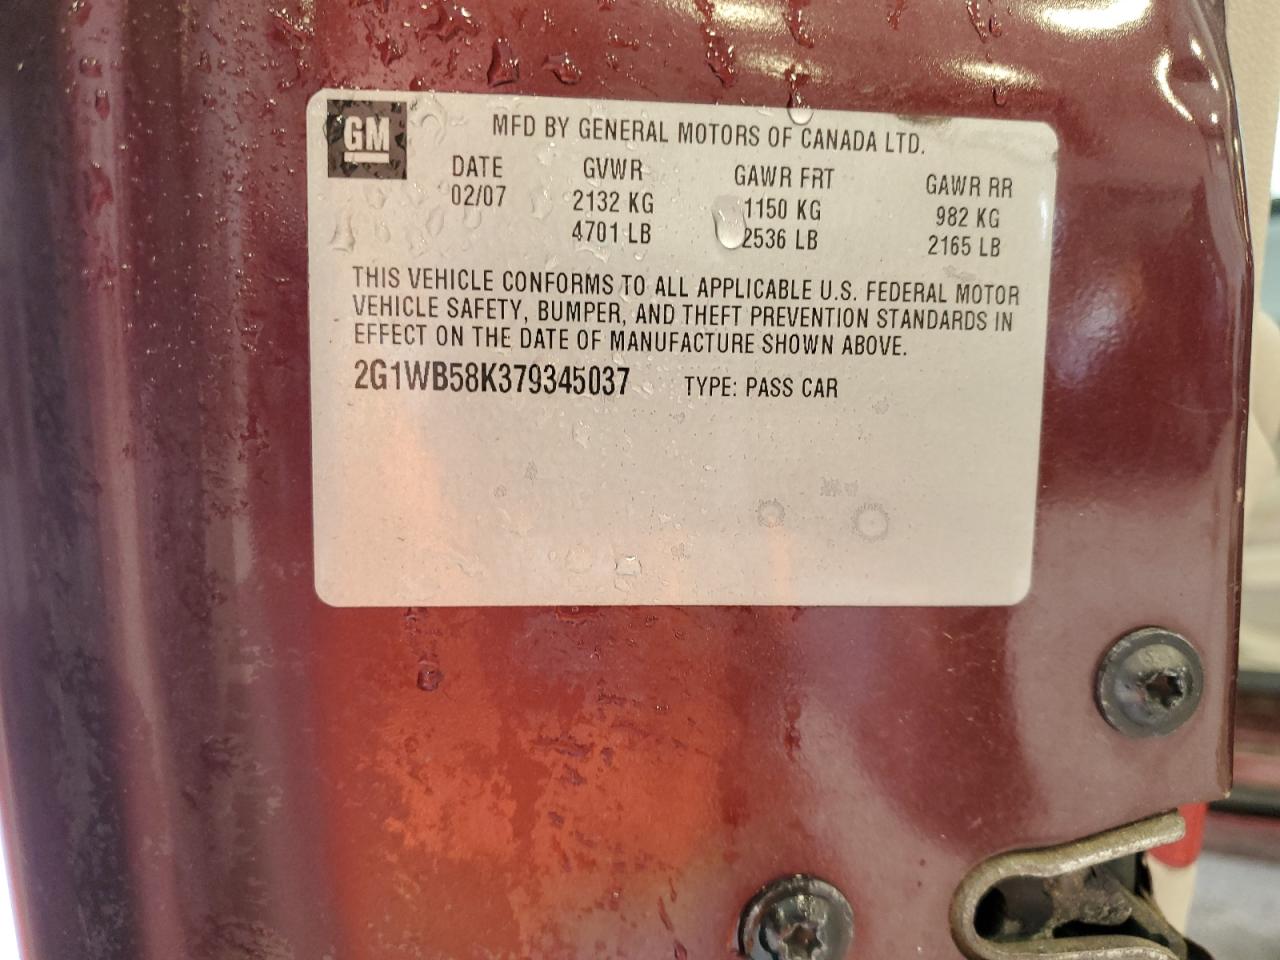 GM
MFD BY GENERAL MOTORS OF CANADA LTD.
DATE GVWR GAWR FRT GAWR RR
02/07 2132 KG 1150 KG 982 KG
4701 LB 2536 LB 2165 LB
THIS VEHICLE CONFORMS TO ALL APPLICABLE U.S. FEDERAL MOTOR
VEHICLE SAFETY, BUMPER, AND THEFT PREVENTION STANDARDS IN
EFFECT ON THE DATE OF MANUFACTURE SHOWN ABOVE.
2G1WB58K379345037 TYPE: PASS CAR